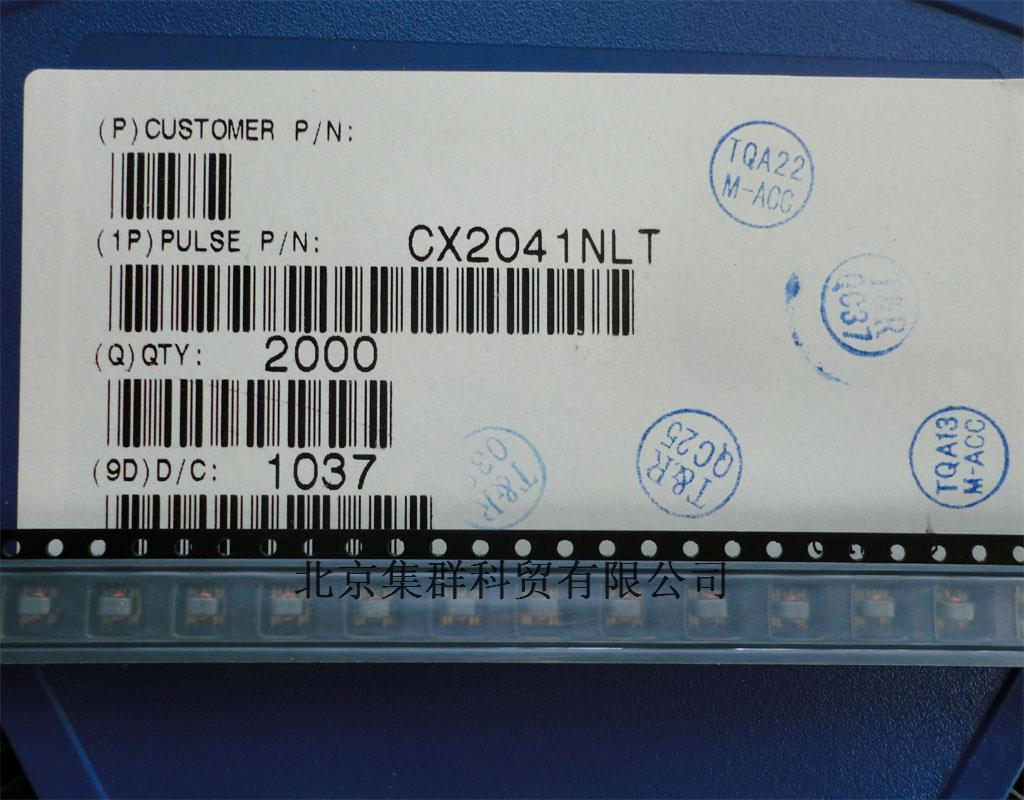 (P)CUSTOMER P/N:
(1P)PULSE P/N: CX2041NLT
(Q)QTY: 2000
(9D)D/C: 1037
TQA22
M-ACC
T&R
QC37
T&R
QC25
TQA13
M-ACC
T&R
北京集群科贸有限公司